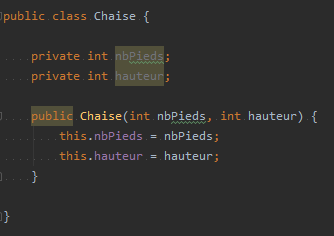 public class Chaise {
private int nbPieds;
private int hauteur;
public Chaise(int nbPieds, int hauteur) {
this.nbPieds = nbPieds;
this.hauteur = hauteur;
}
}